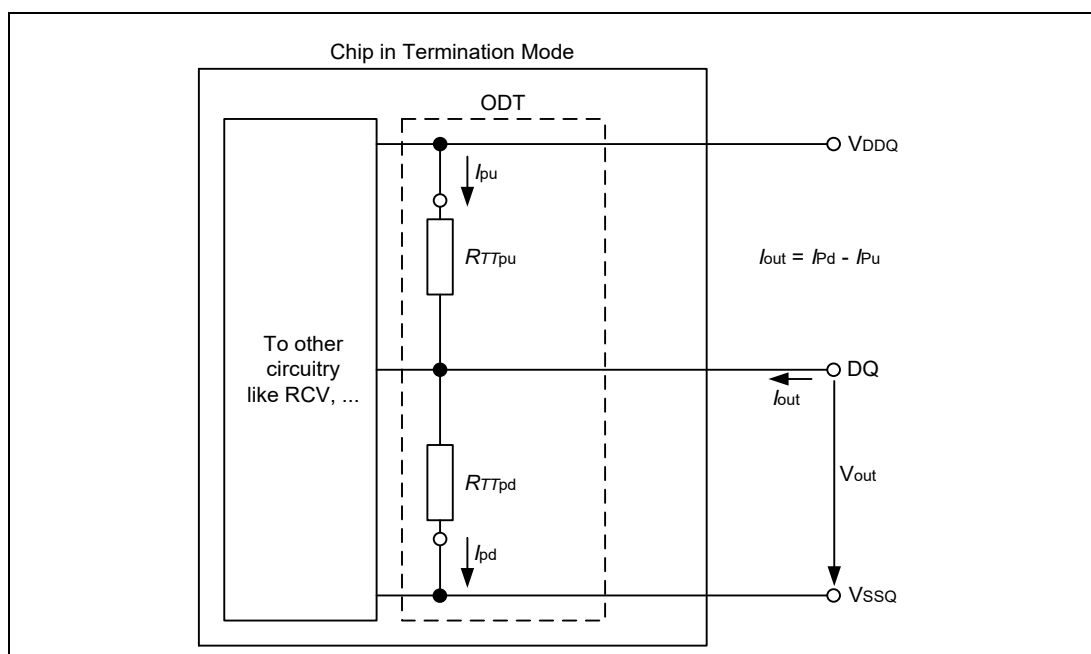 Chip in Termination Mode
ODT
VDDQ
Ipu
RTTpu
Iout = IPd - IPu
To other
circuitry
like RCV, ...
DQ
Iout
RTTpd
Vout
Ipd
VSSQ